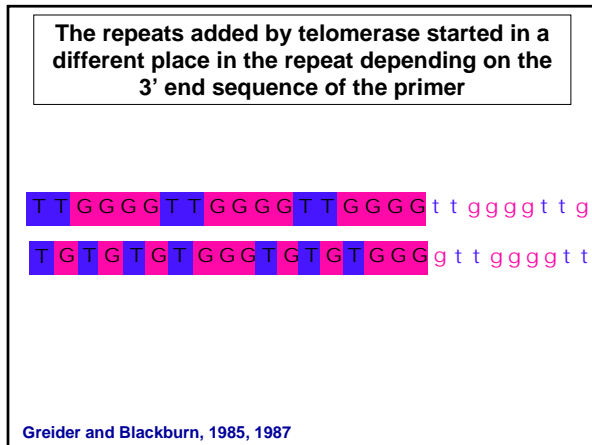 The repeats added by telomerase started in a
different place in the repeat depending on the
3’ end sequence of the primer
T T G G G G T T G G G G T T G G G G t t g g g g t t g
T G T G T G T G G G T G T G T G G G g t t g g g g t t
Greider and Blackburn, 1985, 1987